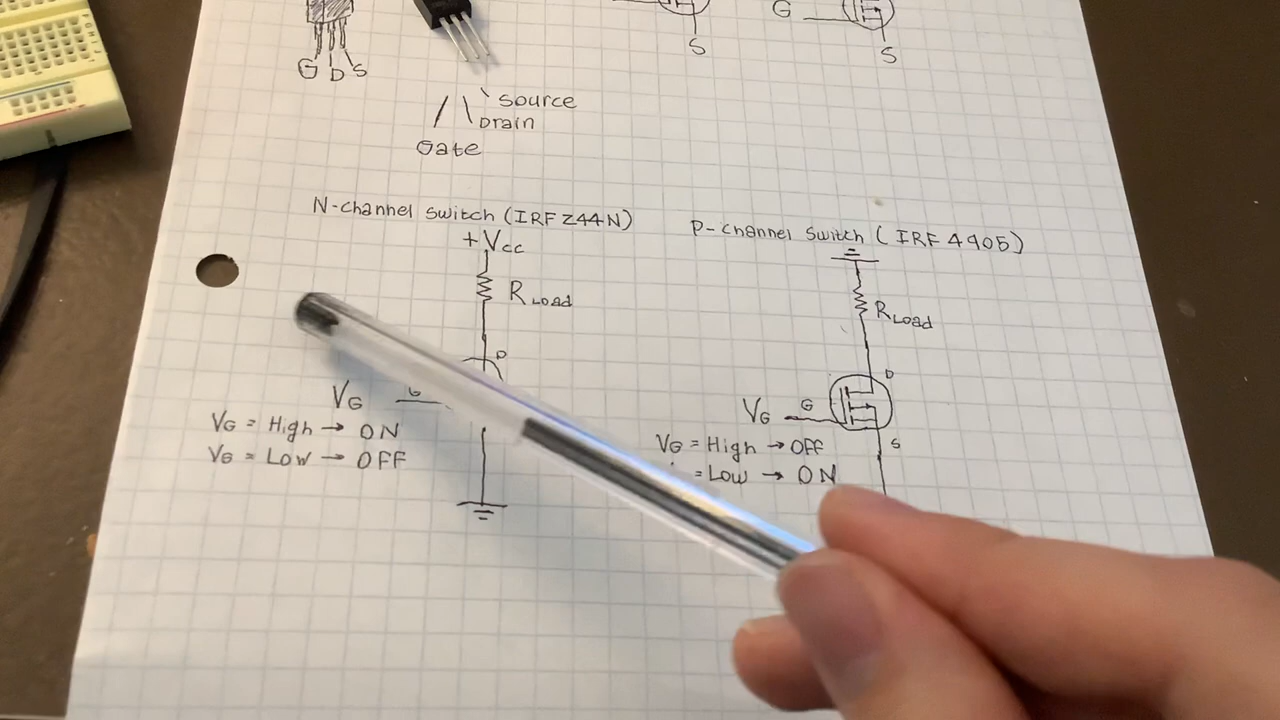 S
G
S
G D S
Source
Drain
Gate
N-channel Switch (IRFZ44N)
P-channel Switch (IRF4905)
+Vcc
RLoad
RLoad
D
D
G
VG
G
VG
S
VG = High → ON
VG = Low → OFF
VG = High → OFF
= Low → ON